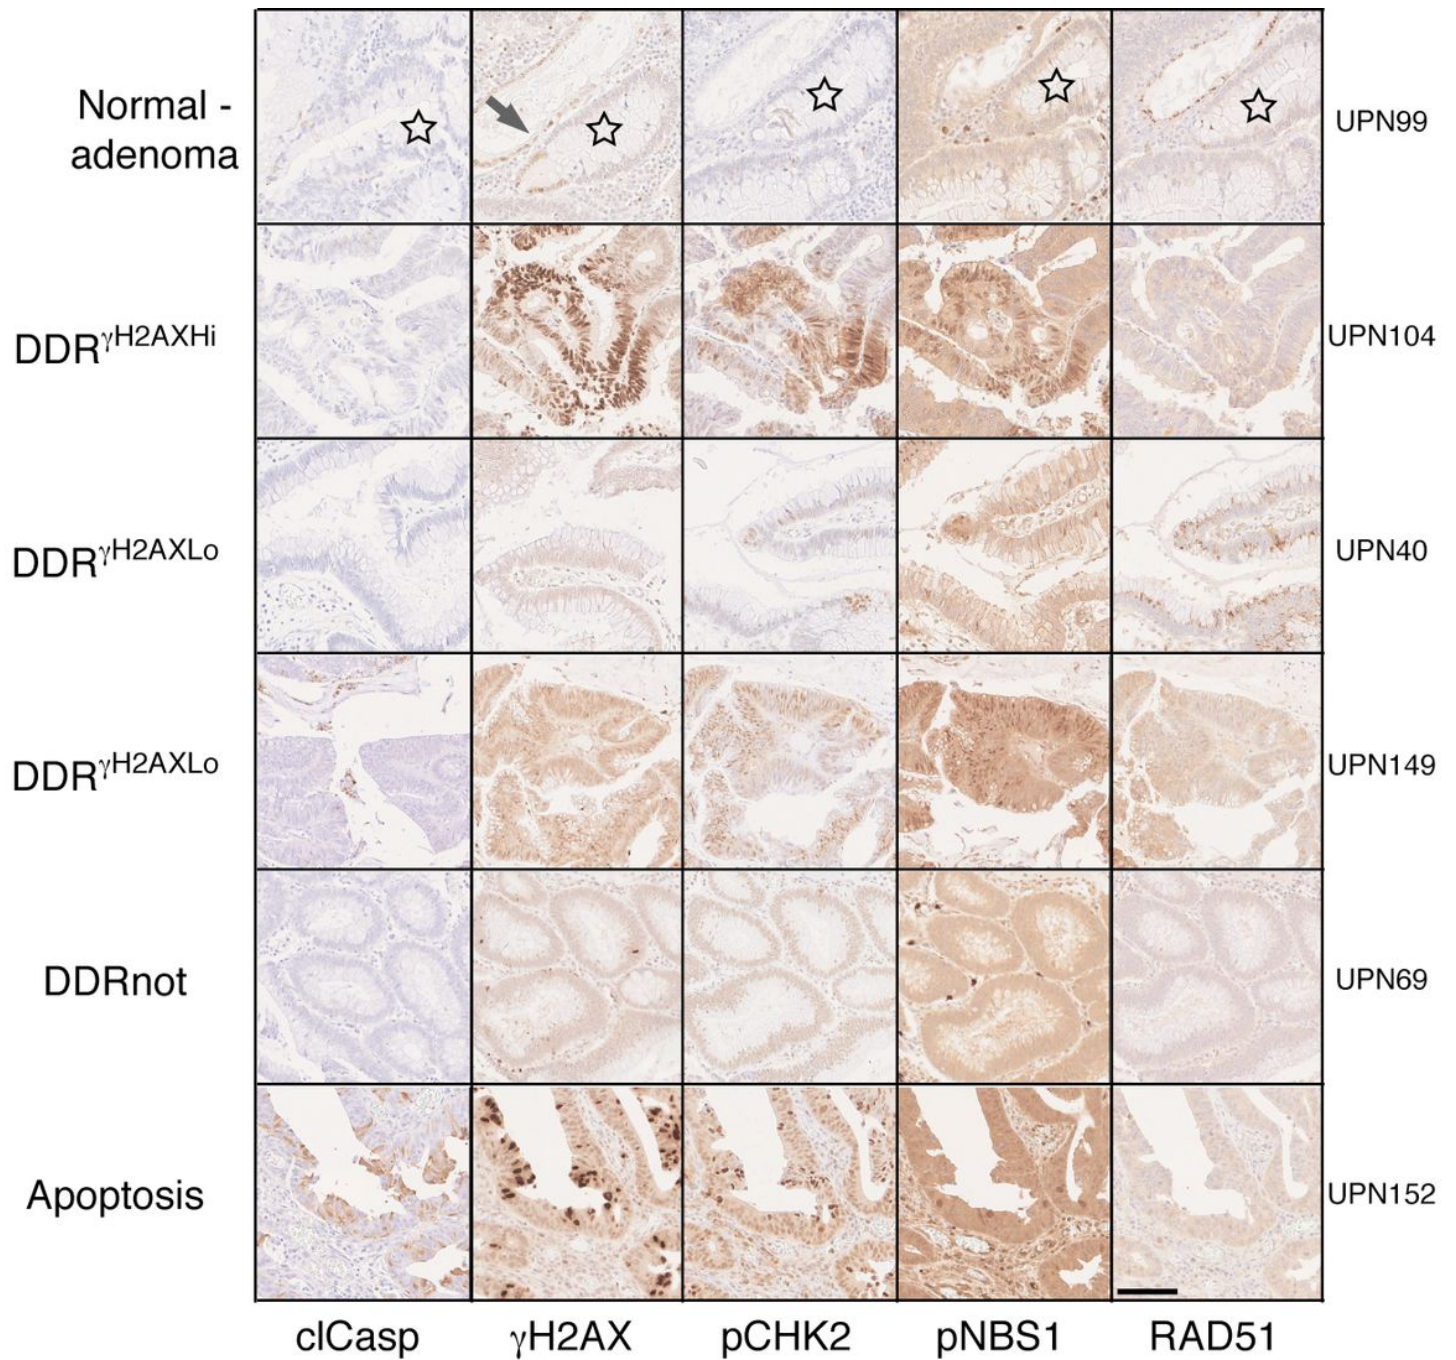 Normal -
adenoma
UPN99
DDRγH2AXHi
UPN104
DDRγH2AXLo
UPN40
DDRγH2AXLo
UPN149
DDRnot
UPN69
Apoptosis
UPN152
clCasp γH2AX pCHK2 pNBS1 RAD51